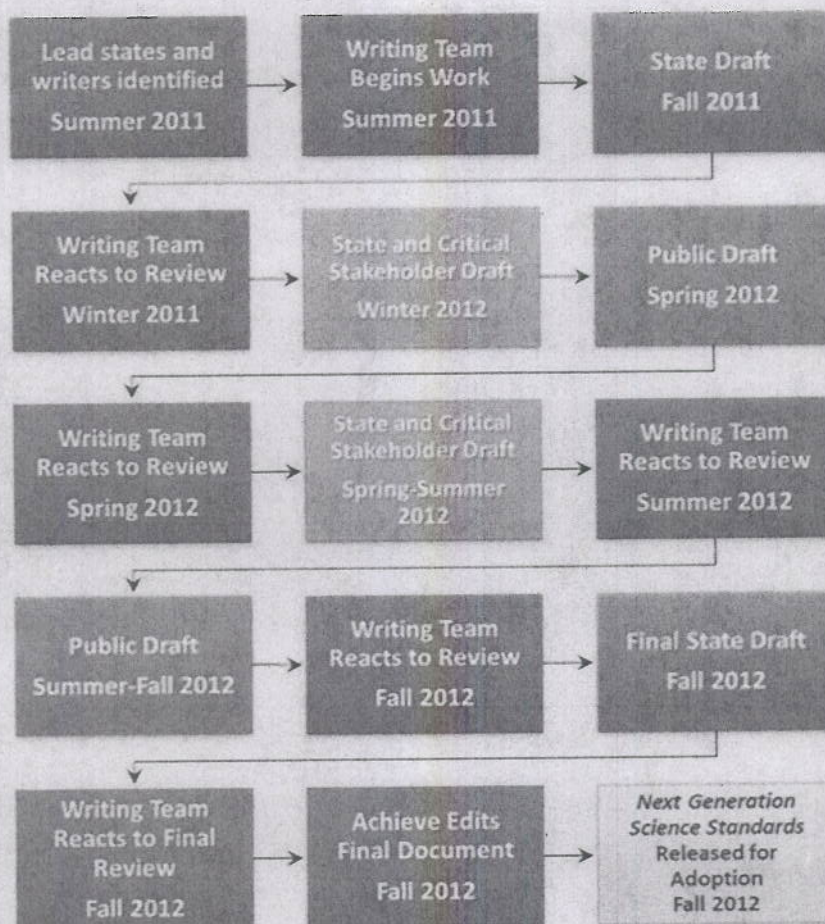 Lead states and
writers identified
Summer 2011
Writing Team
Begins Work
Summer 2011
State Draft
Fall 2011
Writing Team
Reacts to Review
Winter 2011
State and Critical
Stakeholder Draft
Winter 2012
Public Draft
Spring 2012
Writing Team
Reacts to Review
Spring 2012
State and Critical
Stakeholder Draft
Spring-Summer
2012
Writing Team
Reacts to Review
Summer 2012
Public Draft
Summer-Fall 2012
Writing Team
Reacts to Review
Fall 2012
Final State Draft
Fall 2012
Writing Team
Reacts to Final
Review
Fall 2012
Achieve Edits
Final Document
Fall 2012
Next Generation
Science Standards
Released for
Adoption
Fall 2012